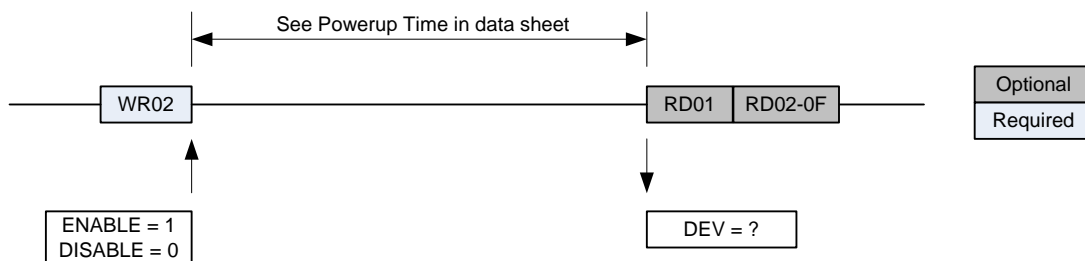 See Powerup Time in data sheet
WR02
RD01
RD02-0F
Optional
Required
ENABLE = 1
DISABLE = 0
DEV = ?